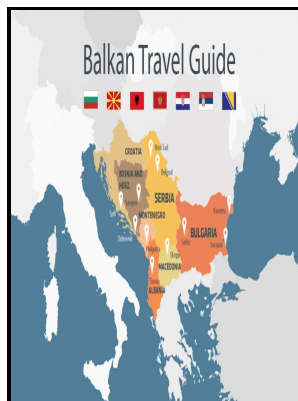 Balkan Travel Guide
CROATIA
Novi Sad
Belgrad
BOSNIA AND
HERZ.
Sarajevo
SERBIA
Split
MONTENEGRO
Dubrovnik
BULGARIA
Sofia
Podgorica
Skopje
MACEDONIA
Tirana
ALBANIA